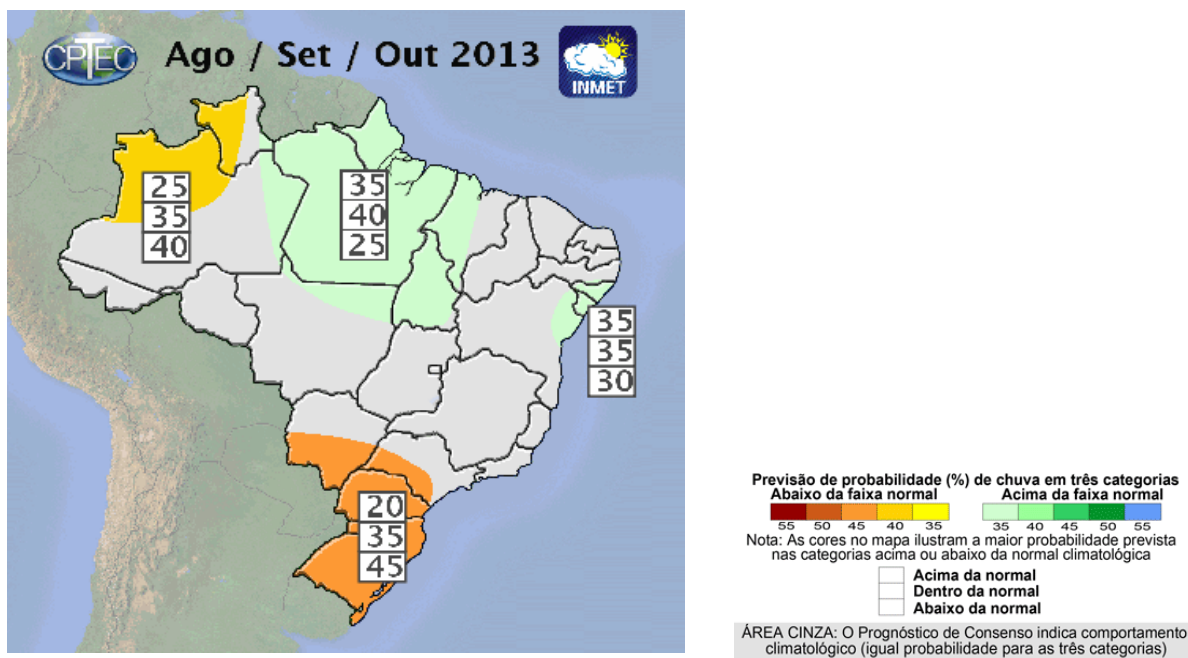 CPTEC
Ago / Set / Out 2013
INMET
25
35
40
35
40
25
35
35
30
20
35
45
Previsão de probabilidade (%) de chuva em três categorias
Abaixo da faixa normal Acima da faixa normal
55 50 45 40 35 35 40 45 50 55
Nota: As cores no mapa ilustram a maior probabilidade prevista
nas categorias acima ou abaixo da normal climatológica
Acima da normal
Dentro da normal
Abaixo da normal
ÁREA CINZA: O Prognóstico de Consenso indica comportamento
climatológico (igual probabilidade para as três categorias)